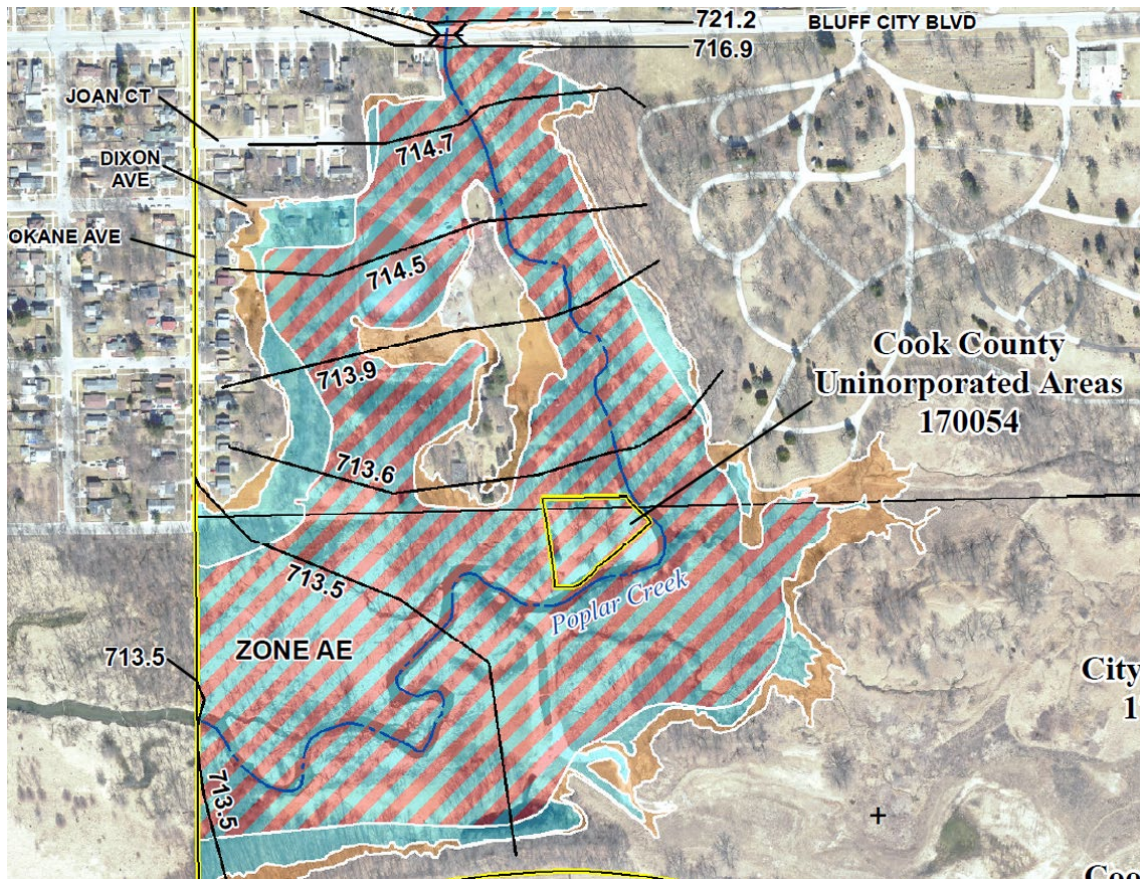 721.2
BLUFF CITY BLVD
716.9
JOAN CT
714.7
DIXON
AVE
OKANE AVE
714.5
Cook County
Uninorporated Areas
170054
713.9
713.6
713.5
Poplar Creek
ZONE AE
713.5
City
1
713.5
Coo